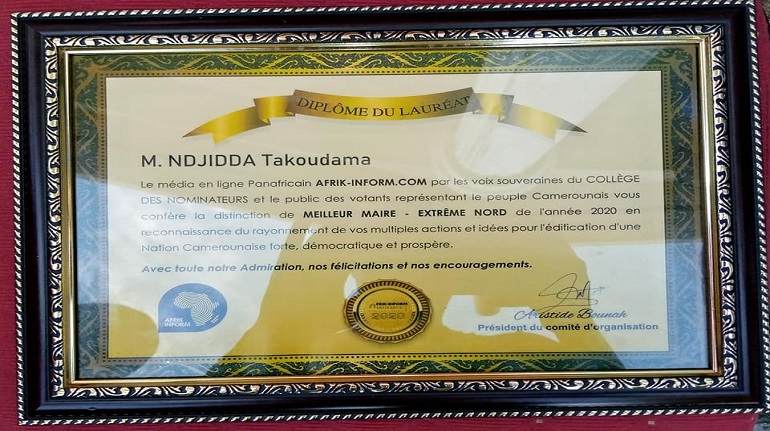 DIPLÔME DU LAURÉAT
M. NDJIDDA Takoudama
Le média en ligne Panafricain AFRIK-INFORM.COM par les voix souveraines du COLLÈGE
DES NOMINATEURS et le public des votants représentant le peuple Camerounais vous
confère la distinction de MEILLEUR MAIRE - EXTRÊME NORD de l'année 2020 en
reconnaissance du rayonnement de vos multiples actions et idées pour l'édification d'une
Nation Camerounaise forte, démocratique et prospère.
Avec toute notre Admiration, nos félicitations et nos encouragements.
AFRIK
INFORM
AFRIK-INFORM
2020
Aristide Bounah
Président du comité d'organisation